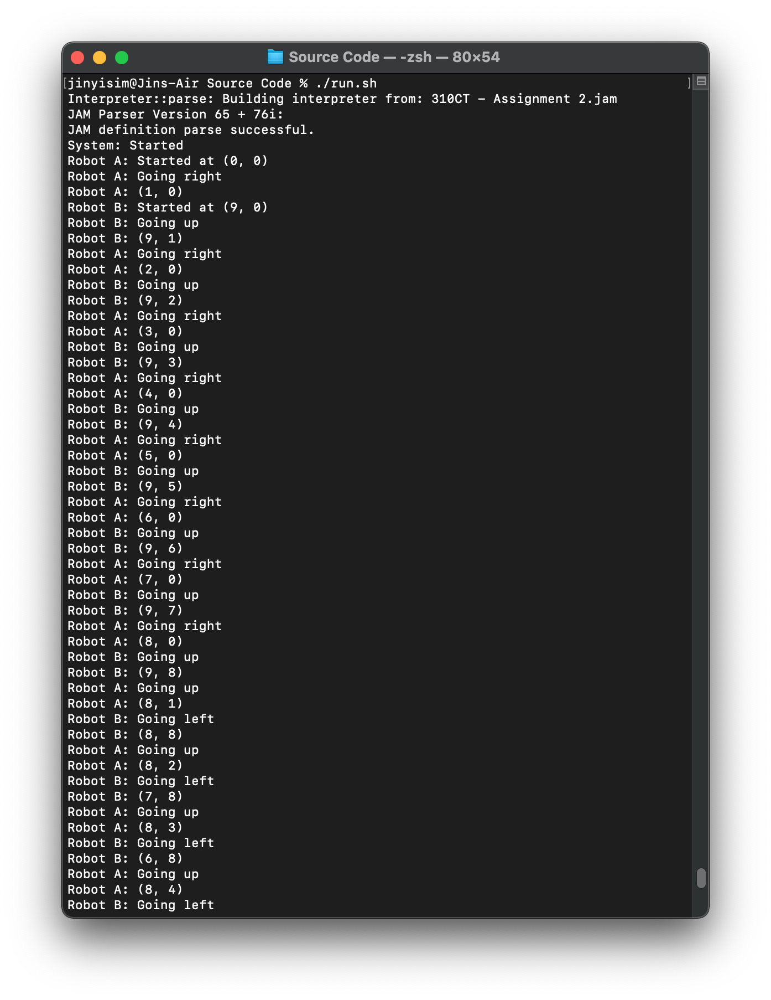 Source Code — -zsh — 80×54
[jinyisim@Jins-Air Source Code % ./run.sh ]
Interpreter::parse: Building interpreter from: 310CT - Assignment 2.jam
JAM Parser Version 65 + 76i:
JAM definition parse successful.
System: Started
Robot A: Started at (0, 0)
Robot A: Going right
Robot A: (1, 0)
Robot B: Started at (9, 0)
Robot B: Going up
Robot B: (9, 1)
Robot A: Going right
Robot A: (2, 0)
Robot B: Going up
Robot B: (9, 2)
Robot A: Going right
Robot A: (3, 0)
Robot B: Going up
Robot B: (9, 3)
Robot A: Going right
Robot A: (4, 0)
Robot B: Going up
Robot B: (9, 4)
Robot A: Going right
Robot A: (5, 0)
Robot B: Going up
Robot B: (9, 5)
Robot A: Going right
Robot A: (6, 0)
Robot B: Going up
Robot B: (9, 6)
Robot A: Going right
Robot A: (7, 0)
Robot B: Going up
Robot B: (9, 7)
Robot A: Going right
Robot A: (8, 0)
Robot B: Going up
Robot B: (9, 8)
Robot A: Going up
Robot A: (8, 1)
Robot B: Going left
Robot B: (8, 8)
Robot A: Going up
Robot A: (8, 2)
Robot B: Going left
Robot B: (7, 8)
Robot A: Going up
Robot A: (8, 3)
Robot B: Going left
Robot B: (6, 8)
Robot A: Going up
Robot A: (8, 4)
Robot B: Going left